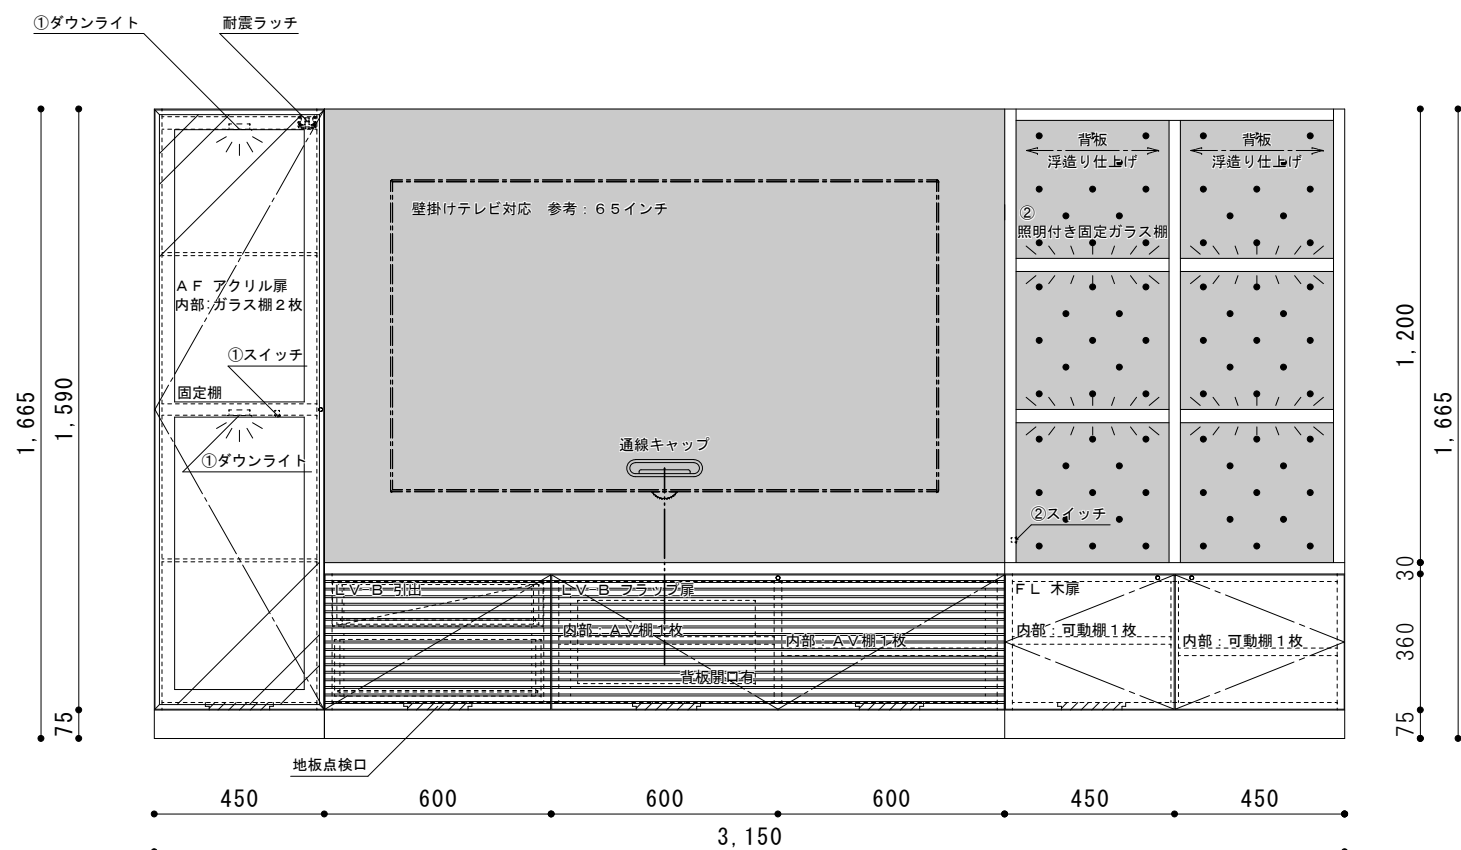 ①ダウンライト
耐震ラッチ
背板
浮造り仕上げ
背板
浮造り仕上げ
壁掛けテレビ対応　参考：６５インチ
②
照明付き固定ガラス棚
ＡＦ アクリル扉
内部:ガラス棚２枚
①スイッチ
固定棚
①ダウンライト
通線キャップ
②スイッチ
ＬＶ−Ｂ 引出
ＬＶ−Ｂ フラップ扉
内部：ＡＶ棚１枚
内部：ＡＶ棚１枚
背板開口有
ＦＬ 木扉
内部：可動棚１枚
内部：可動棚１枚
地板点検口
1,665
1,590
75
1,200
30
360
75
1,665
450
600
600
600
450
450
3,150